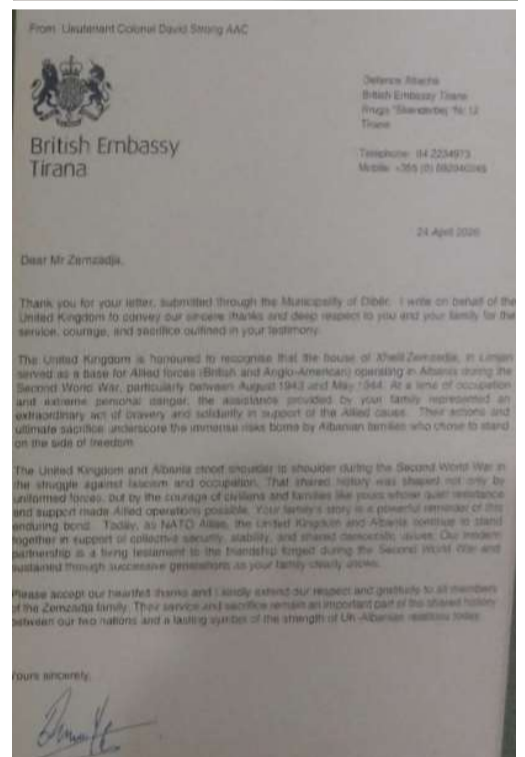 From: Lieutenant Colonel David Strong AAC
British Embassy
Tirana
Defence Attaché
British Embassy Tirana
Rruga "Skenderbej" Nr 12
Tirana
Telephone: 04 2234973
Mobile: +355 (0)
24 April 2026
Dear Mr Zemzadja,
Thank you for your letter, submitted through the Municipality of Dibër. I write on behalf of the
United Kingdom to convey our sincere thanks and deep respect to you and your family for the
service, courage, and sacrifice outlined in your testimony.
The United Kingdom is honoured to recognise that the house of Xhelil Zemzadja, in
served as a base for Allied forces (British and Anglo-American) operating in Albania during the
Second World War, particularly between August 1943 and May 1944. At a time of occupation
and extreme personal danger, the assistance provided by your family represented an
extraordinary act of bravery and solidarity in support of the Allied cause. Their actions and
ultimate sacrifice underscore the immense risks borne by Albanian families who chose to stand
on the side of freedom.
The United Kingdom and Albania stood shoulder to shoulder during the Second World War in
the struggle against fascism and occupation. That shared history was shaped not only by
uniformed forces, but by the courage of civilians and families like yours whose quiet resistance
and support made Allied operations possible. Your family's story is a powerful reminder of this
enduring bond. Today, as NATO Allies, the United Kingdom and Albania continue to stand
together in support of collective security, stability, and shared democratic values. Our modern
partnership is a living testament to the friendship forged during the Second World War and
sustained through successive generations as your family clearly shows.
Please accept our heartfelt thanks and I kindly extend our respect and gratitude to all members
of the Zemzadja family. Their service and sacrifice remain an important part of the shared history
between our two nations and a lasting symbol of the strength of UK-Albanian relations today.
Yours sincerely,